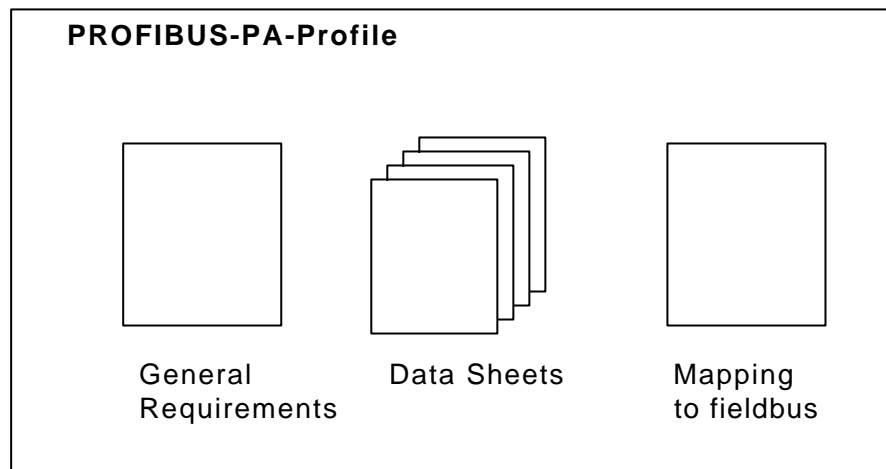 PROFIBUS-PA-Profile
General
Requirements
Data Sheets
Mapping
to fieldbus